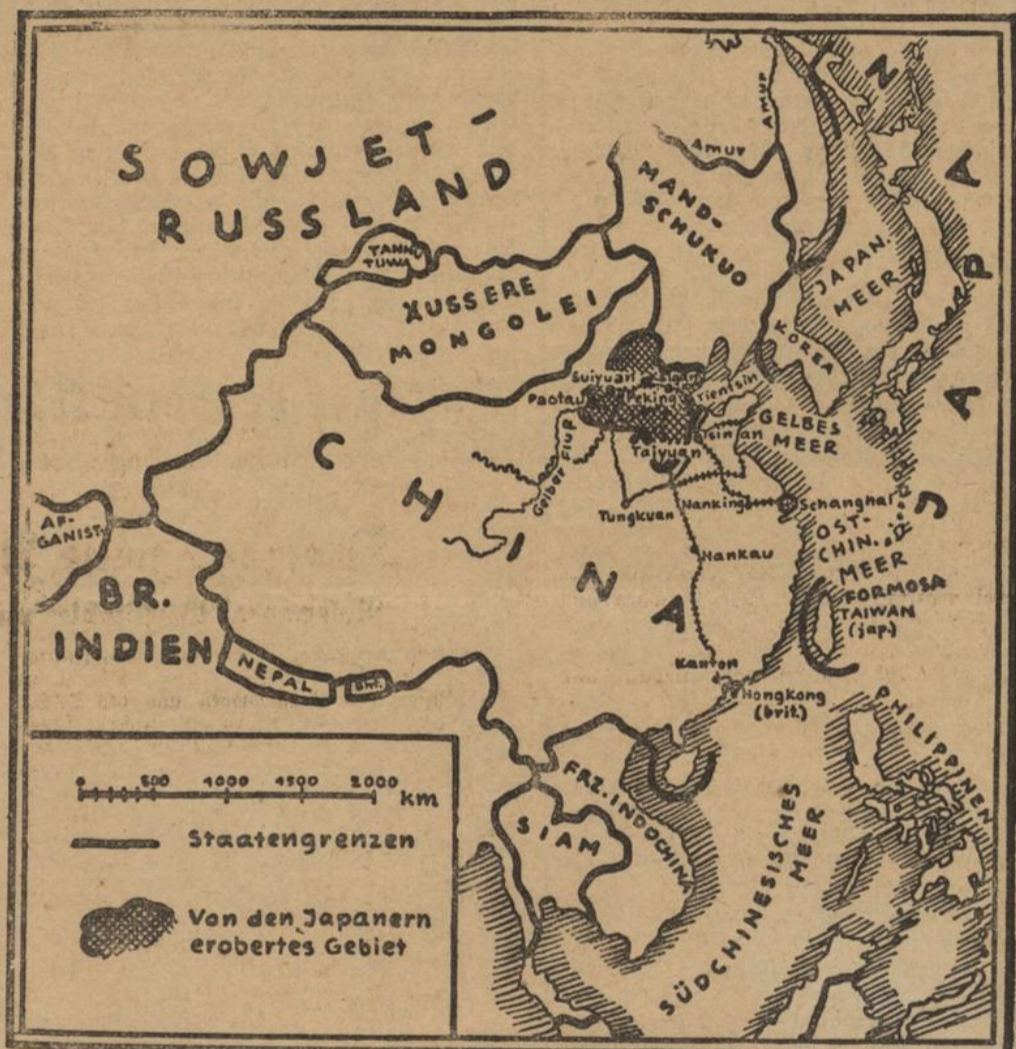 SOWJET-
RUSSLAND
TANNU
TUWA
ÄUSSERE
MONGOLEI
Amur
Amur
MAND-
SCHUKUO
JAPAN
JAPAN.
MEER
KOREA
Suiyuan
Paotau
Peking
Tientsin
Tsinan
Taiyuan
GELBES
MEER
Gelber Fluß
CHINA
Tungkuan
Nanking
Schanghai
Hankau
OST-
CHIN.
MEER
FORMOSA
TAIWAN
(jap.)
AF-
GANIST.
BR.
INDIEN
NEPAL
Bht.
Kanton
Hongkong
(brit.)
PHILIPPINEN
FRZ. INDOCHINA
SIAM
SÜDCHINESISCHES
MEER
0 500 1000 1500 2000
km
Staatengrenzen
Von den Japanern
erobertes Gebiet